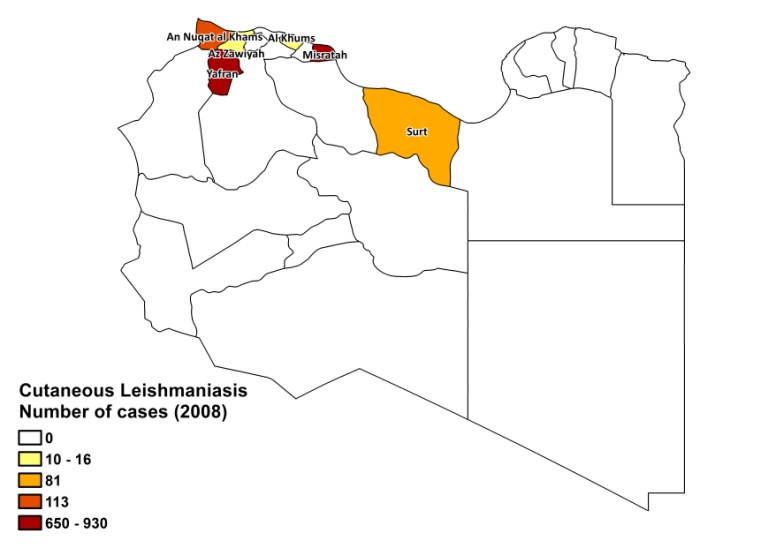 An Nuqat al Khams
Al Khums
Az Zawiyah
Misratah
Yafran
Surt
Cutaneous Leishmaniasis
Number of cases (2008)
0
10 - 16
81
113
650 - 930